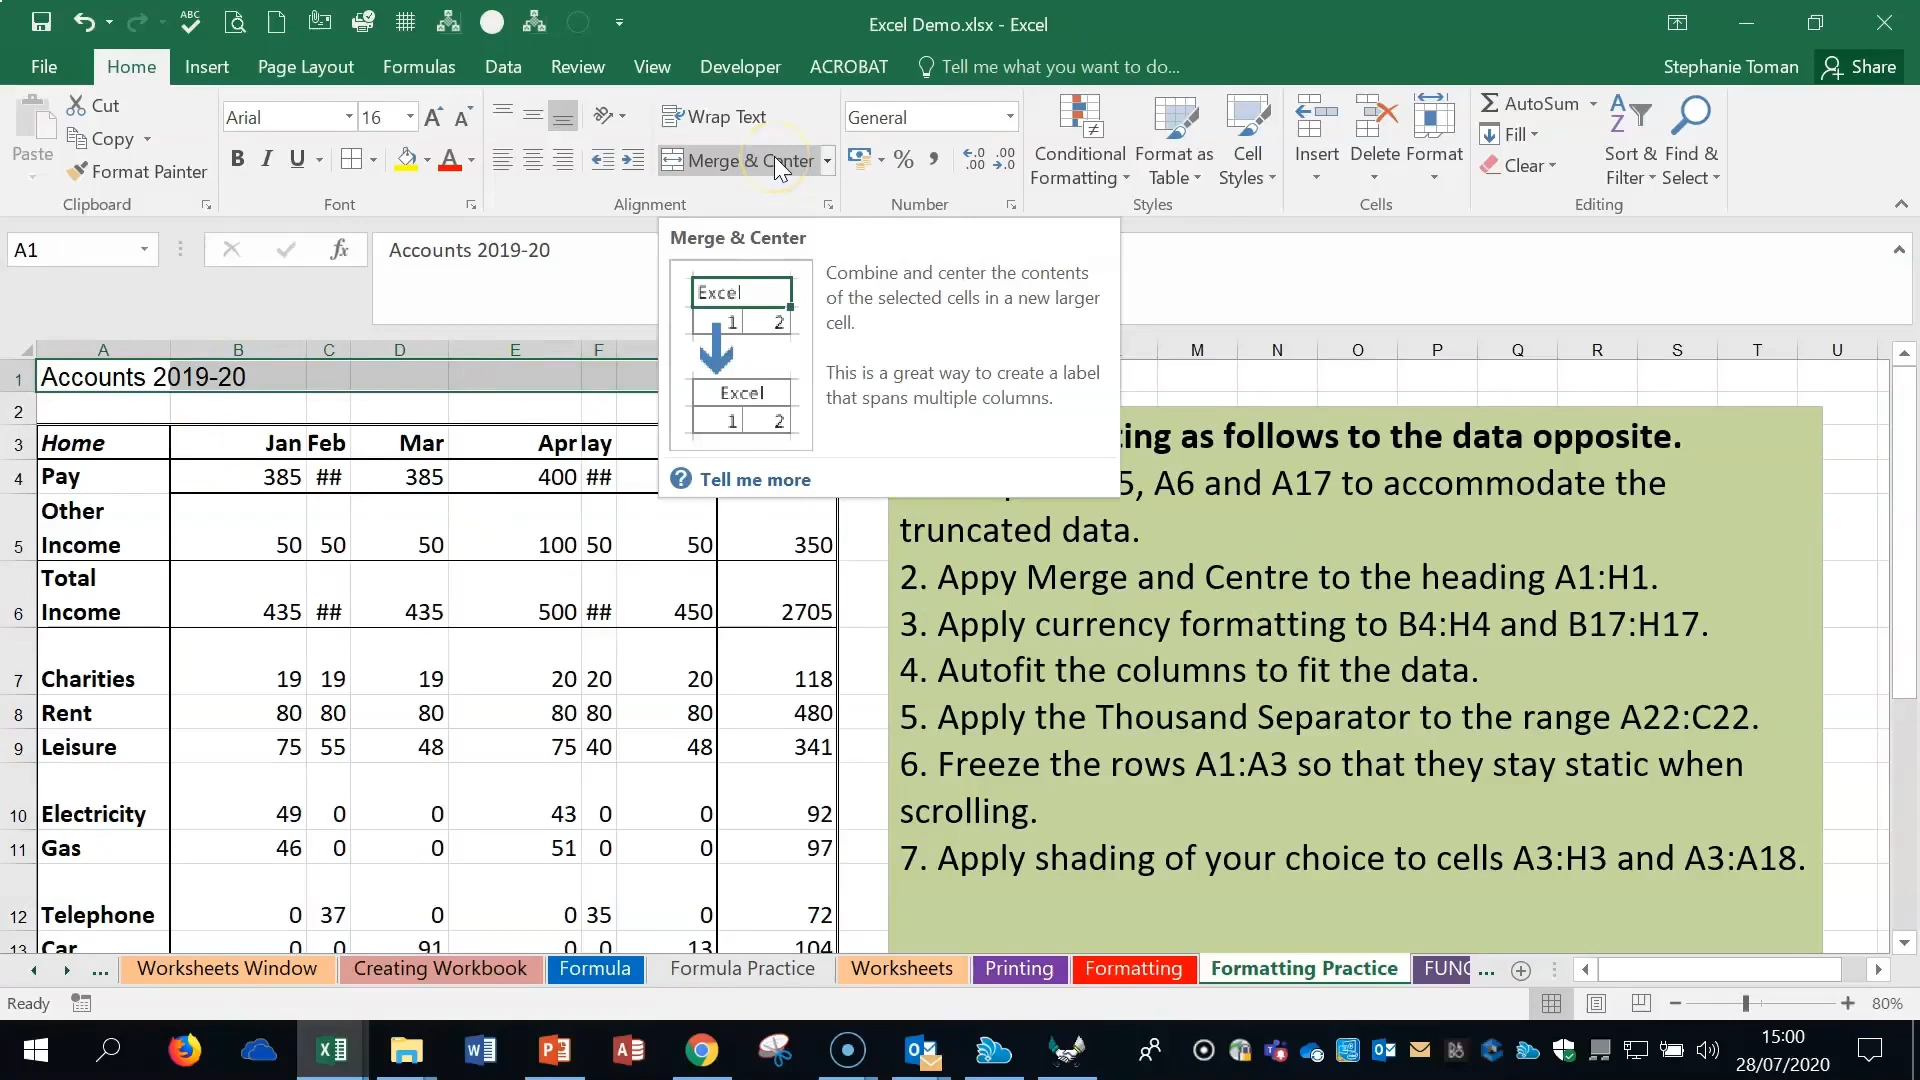 ABC
Excel Demo.xlsx - Excel
File Home Insert Page Layout Formulas Data Review View Developer ACROBAT Tell me what you want to do... Stephanie Toman Share
Cut
Copy
Format Painter
Paste
Clipboard
Arial 16
B I U
Font
Wrap Text
Merge & Center
Alignment
General
%
Number
Conditional Formatting
Format as Table
Cell Styles
Styles
Insert Delete Format
Cells
AutoSum
Fill
Clear
Sort & Filter
Find & Select
Editing
A1 fx Accounts 2019-20
Merge & Center
Excel
1 2
Excel
1 2
Combine and center the contents
of the selected cells in a new larger
cell.
This is a great way to create a label
that spans multiple columns.
Tell me more
A B C D E F M N O P Q R S T U
1 Accounts 2019-20
2
3 Home Jan Feb Mar Apr
4 Pay 385 ## 385 400 ##
5 Other Income 50 50 50 100 50 50 350
6 Total Income 435 ## 435 500 ## 450 2705
7 Charities 19 19 19 20 20 20 118
8 Rent 80 80 80 80 80 80 480
9 Leisure 75 55 48 75 40 48 341
10 Electricity 49 0 0 43 0 0 92
11 Gas 46 0 0 51 0 0 97
12 Telephone 0 37 0 0 35 0 72
13 Car 0 0 91 0 0 13 104
ting as follows to the data opposite.
5, A6 and A17 to accommodate the
truncated data.
2. Appy Merge and Centre to the heading A1:H1.
3. Apply currency formatting to B4:H4 and B17:H17.
4. Autofit the columns to fit the data.
5. Apply the Thousand Separator to the range A22:C22.
6. Freeze the rows A1:A3 so that they stay static when
scrolling.
7. Apply shading of your choice to cells A3:H3 and A3:A18.
... Worksheets Window Creating Workbook Formula Formula Practice Worksheets Printing Formatting Formatting Practice FUNC ...
Ready 80%
15:00
28/07/2020